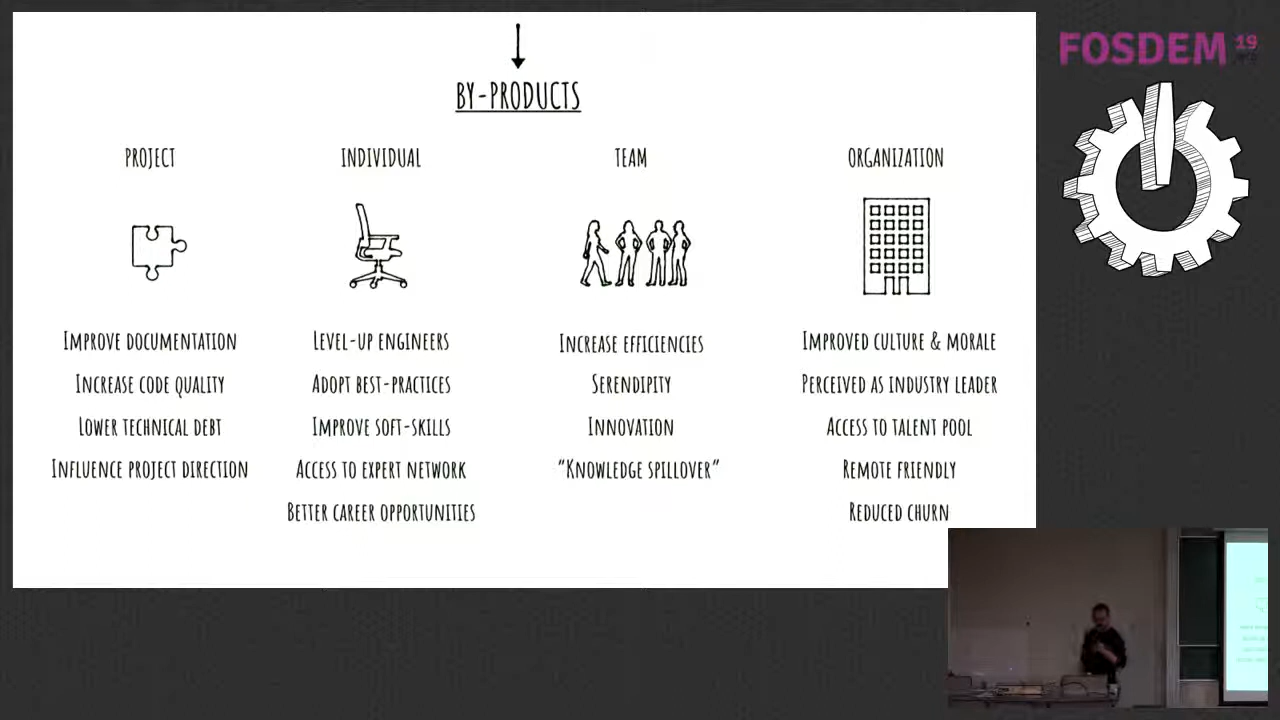 BY-PRODUCTS
PROJECT
IMPROVE DOCUMENTATION
INCREASE CODE QUALITY
LOWER TECHNICAL DEBT
INFLUENCE PROJECT DIRECTION
INDIVIDUAL
LEVEL-UP ENGINEERS
ADOPT BEST-PRACTICES
IMPROVE SOFT-SKILLS
ACCESS TO EXPERT NETWORK
BETTER CAREER OPPORTUNITIES
TEAM
INCREASE EFFICIENCIES
SERENDIPITY
INNOVATION
"KNOWLEDGE SPILLOVER"
ORGANIZATION
IMPROVED CULTURE & MORALE
PERCEIVED AS INDUSTRY LEADER
ACCESS TO TALENT POOL
REMOTE FRIENDLY
REDUCED CHURN
FOSDEM 19